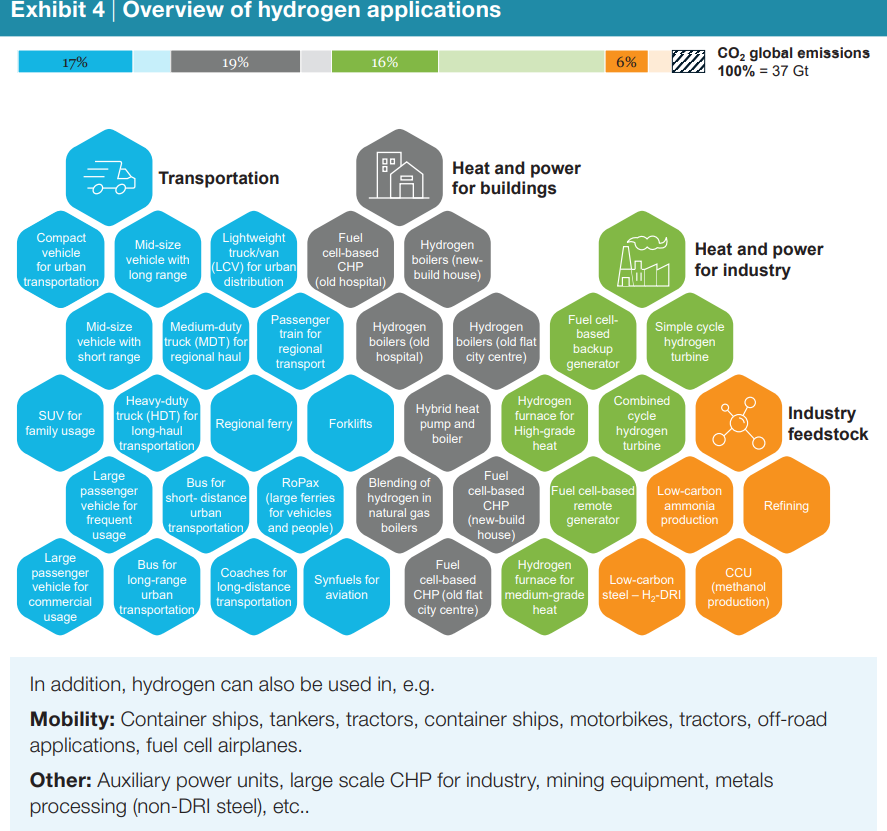 Exhibit 4 | Overview of hydrogen applications
17%
19%
16%
6%
CO₂ global emissions
100% = 37 Gt
Transportation
Heat and power
for buildings
Compact
vehicle
for urban
transportation
Mid-size
vehicle with
long range
Lightweight
truck/van
(LCV) for urban
distribution
Fuel
cell-based
CHP
(old hospital)
Hydrogen
boilers (new-
build house)
Heat and power
for industry
Mid-size
vehicle with
short range
Medium-duty
truck (MDT) for
regional haul
Passenger
train for
regional
transport
Hydrogen
boilers (old
hospital)
Hydrogen
boilers (old flat
city centre)
Fuel cell-
based
backup
generator
Simple cycle
hydrogen
turbine
SUV for
family usage
Heavy-duty
truck (HDT) for
long-haul
transportation
Regional ferry
Forklifts
Hybrid heat
pump and
boiler
Hydrogen
furnace for
High-grade
heat
Combined
cycle
hydrogen
turbine
Industry
feedstock
Large
passenger
vehicle for
frequent
usage
Bus for
short- distance
urban
transportation
RoPax
(large ferries
for vehicles
and people)
Blending of
hydrogen in
natural gas
boilers
Fuel
cell-based
CHP
(new-build
house)
Fuel cell-based
remote
generator
Low-carbon
ammonia
production
Refining
Large
passenger
vehicle for
commercial
usage
Bus for
long-range
urban
transportation
Coaches for
long-distance
transportation
Synfuels for
aviation
Fuel
cell-based
CHP (old flat
city centre)
Hydrogen
furnace for
medium-grade
heat
Low-carbon
steel – H₂-DRI
CCU
(methanol
production)
In addition, hydrogen can also be used in, e.g.
Mobility: Container ships, tankers, tractors, container ships, motorbikes, tractors, off-road
applications, fuel cell airplanes.
Other: Auxiliary power units, large scale CHP for industry, mining equipment, metals
processing (non-DRI steel), etc..